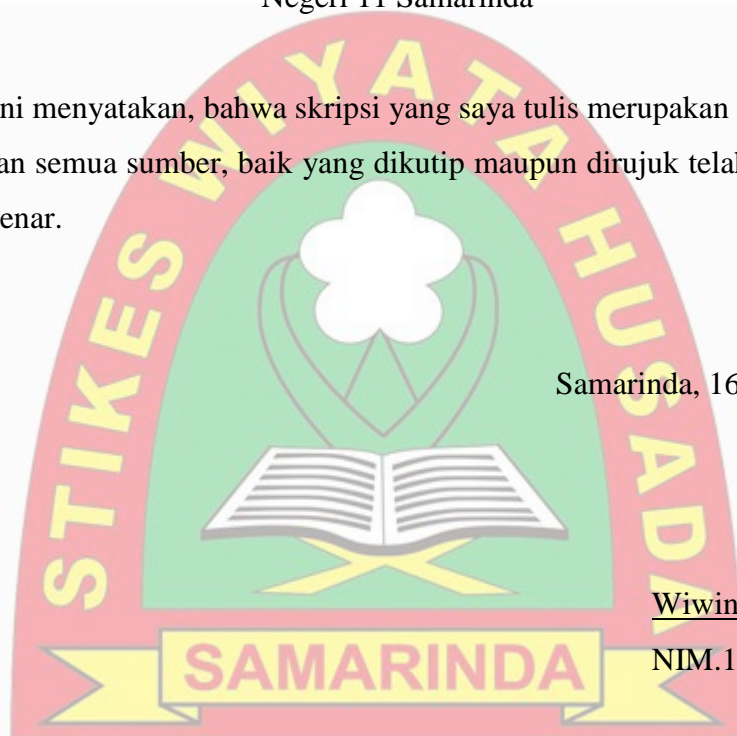 Negeri 11 Samarinda
ni menyatakan, bahwa skripsi yang saya tulis merupakan
an semua sumber, baik yang dikutip maupun dirujuk telah
enar.
STIKES WIYATA HUSADA
Samarinda, 16
Wiwin
NIM.1
SAMARINDA